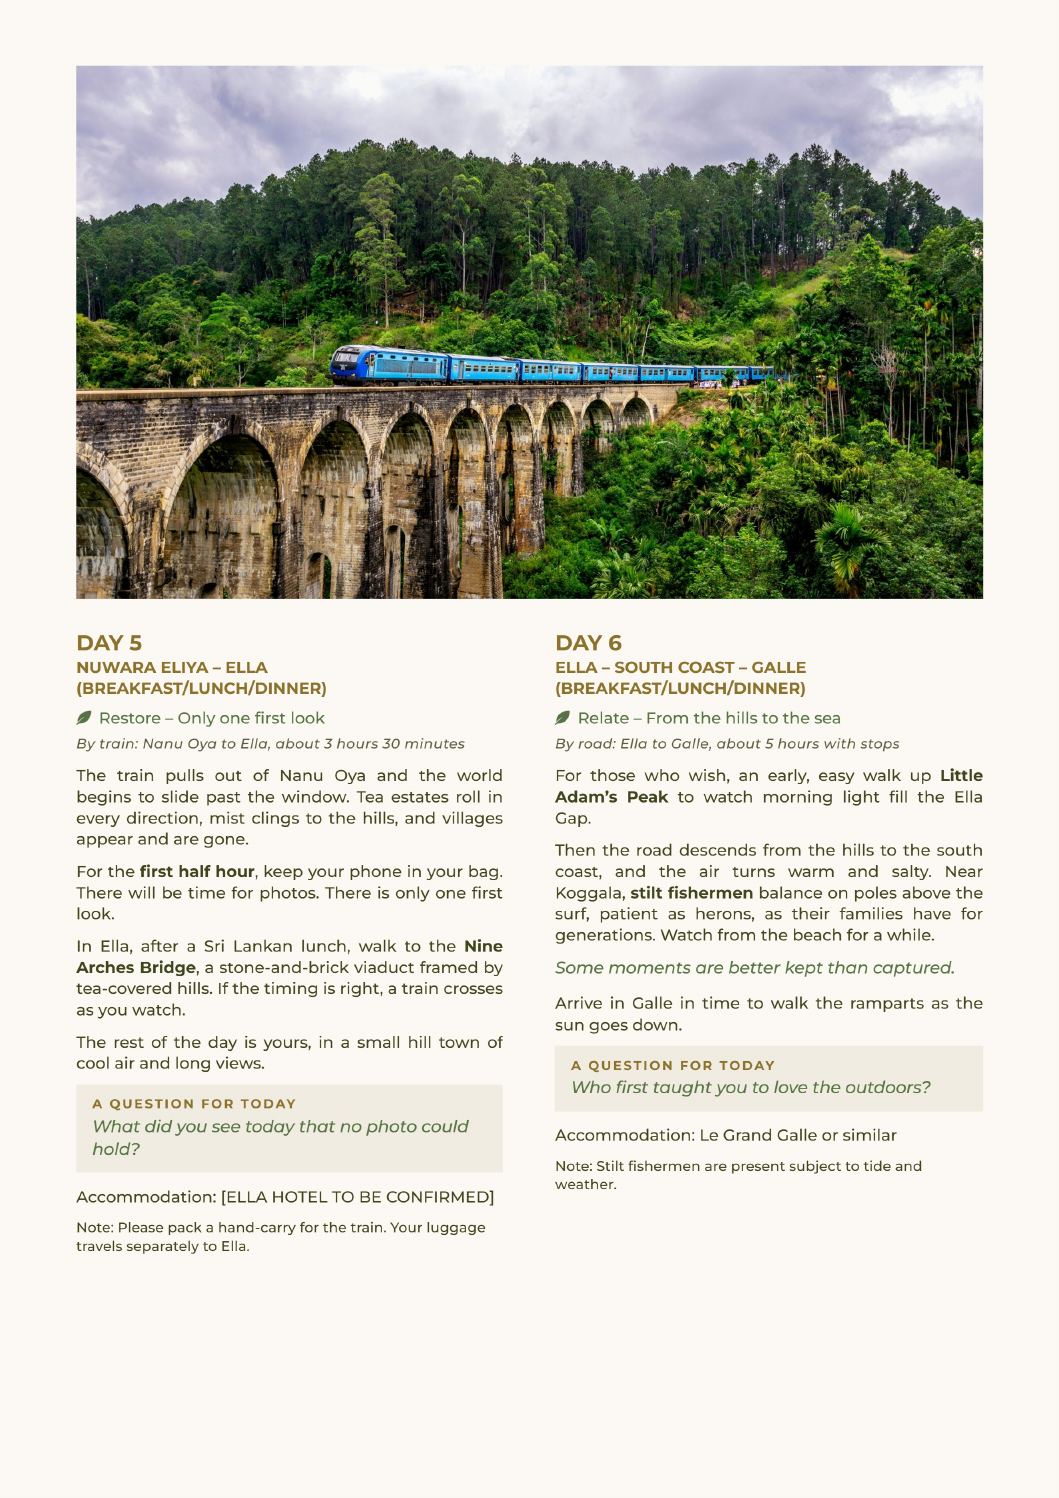 DAY 5
NUWARA ELIYA – ELLA
(BREAKFAST/LUNCH/DINNER)
Restore – Only one first look
By train: Nanu Oya to Ella, about 3 hours 30 minutes
The train pulls out of Nanu Oya and the world
begins to slide past the window. Tea estates roll in
every direction, mist clings to the hills, and villages
appear and are gone.
For the first half hour, keep your phone in your bag.
There will be time for photos. There is only one first
look.
In Ella, after a Sri Lankan lunch, walk to the Nine
Arches Bridge, a stone-and-brick viaduct framed by
tea-covered hills. If the timing is right, a train crosses
as you watch.
The rest of the day is yours, in a small hill town of
cool air and long views.
A QUESTION FOR TODAY
What did you see today that no photo could
hold?
Accommodation: [ELLA HOTEL TO BE CONFIRMED]
Note: Please pack a hand-carry for the train. Your luggage
travels separately to Ella.
DAY 6
ELLA – SOUTH COAST – GALLE
(BREAKFAST/LUNCH/DINNER)
Relate – From the hills to the sea
By road: Ella to Galle, about 5 hours with stops
For those who wish, an early, easy walk up Little
Adam’s Peak to watch morning light fill the Ella
Gap.
Then the road descends from the hills to the south
coast, and the air turns warm and salty. Near
Koggala, stilt fishermen balance on poles above the
surf, patient as herons, as their families have for
generations. Watch from the beach for a while.
Some moments are better kept than captured.
Arrive in Galle in time to walk the ramparts as the
sun goes down.
A QUESTION FOR TODAY
Who first taught you to love the outdoors?
Accommodation: Le Grand Galle or similar
Note: Stilt fishermen are present subject to tide and
weather.